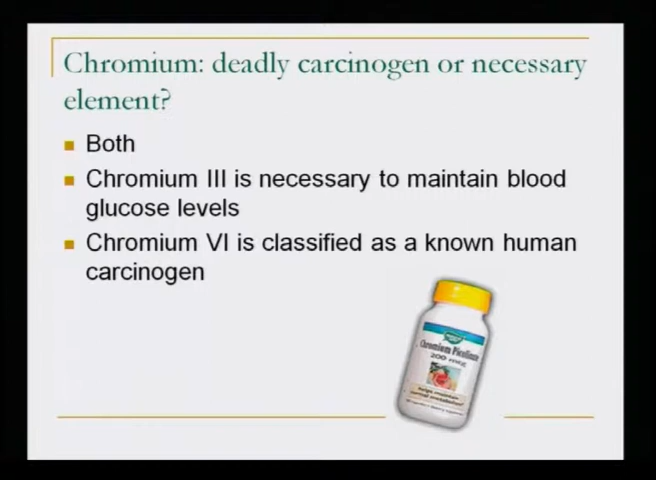 Chromium: deadly carcinogen or necessary
element?
Both
Chromium III is necessary to maintain blood
glucose levels
Chromium VI is classified as a known human
carcinogen
Chromium Picolinate
200 mcg